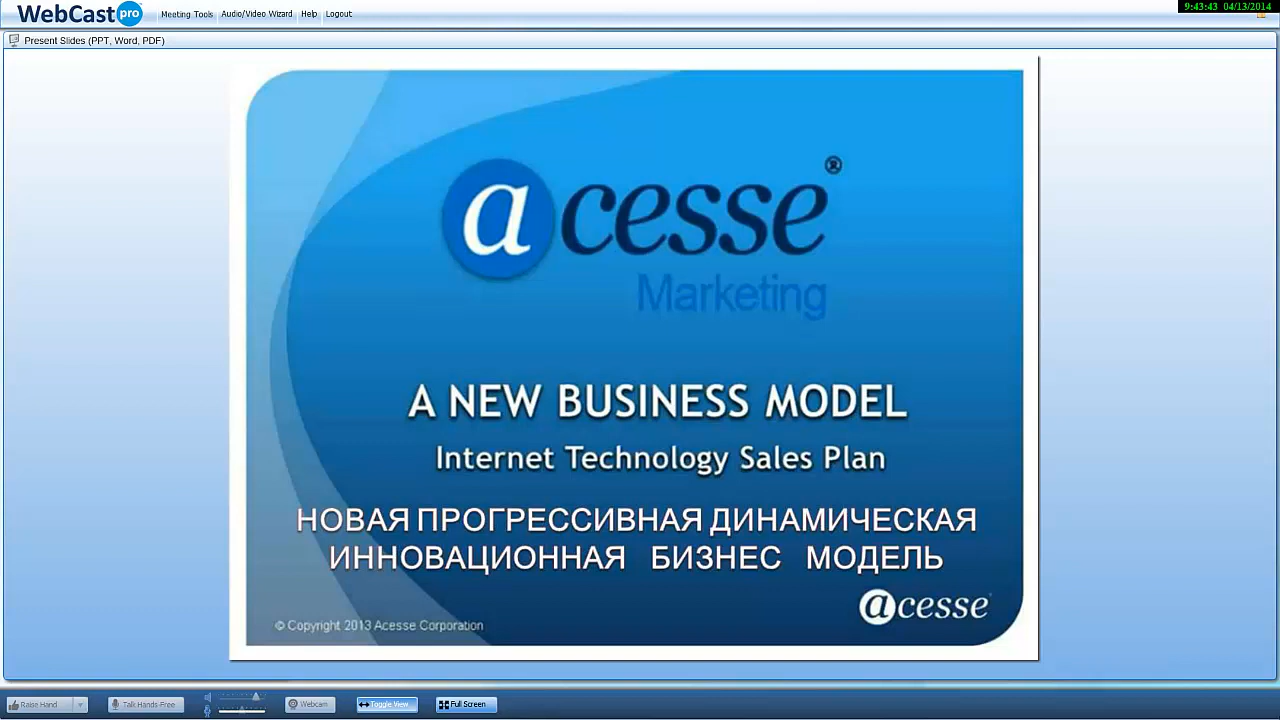 WebCast pro Meeting Tools Audio/Video Wizard Help Logout 9:43:43 04/13/2014
Present Slides (PPT, Word, PDF)
acesse®
Marketing
A NEW BUSINESS MODEL
Internet Technology Sales Plan
НОВАЯ ПРОГРЕССИВНАЯ ДИНАМИЧЕСКАЯ
ИННОВАЦИОННАЯ БИЗНЕС МОДЕЛЬ
acesse
© Copyright 2013 Acesse Corporation
Raise Hand Talk Hands-Free Webcam Toggle View Full Screen